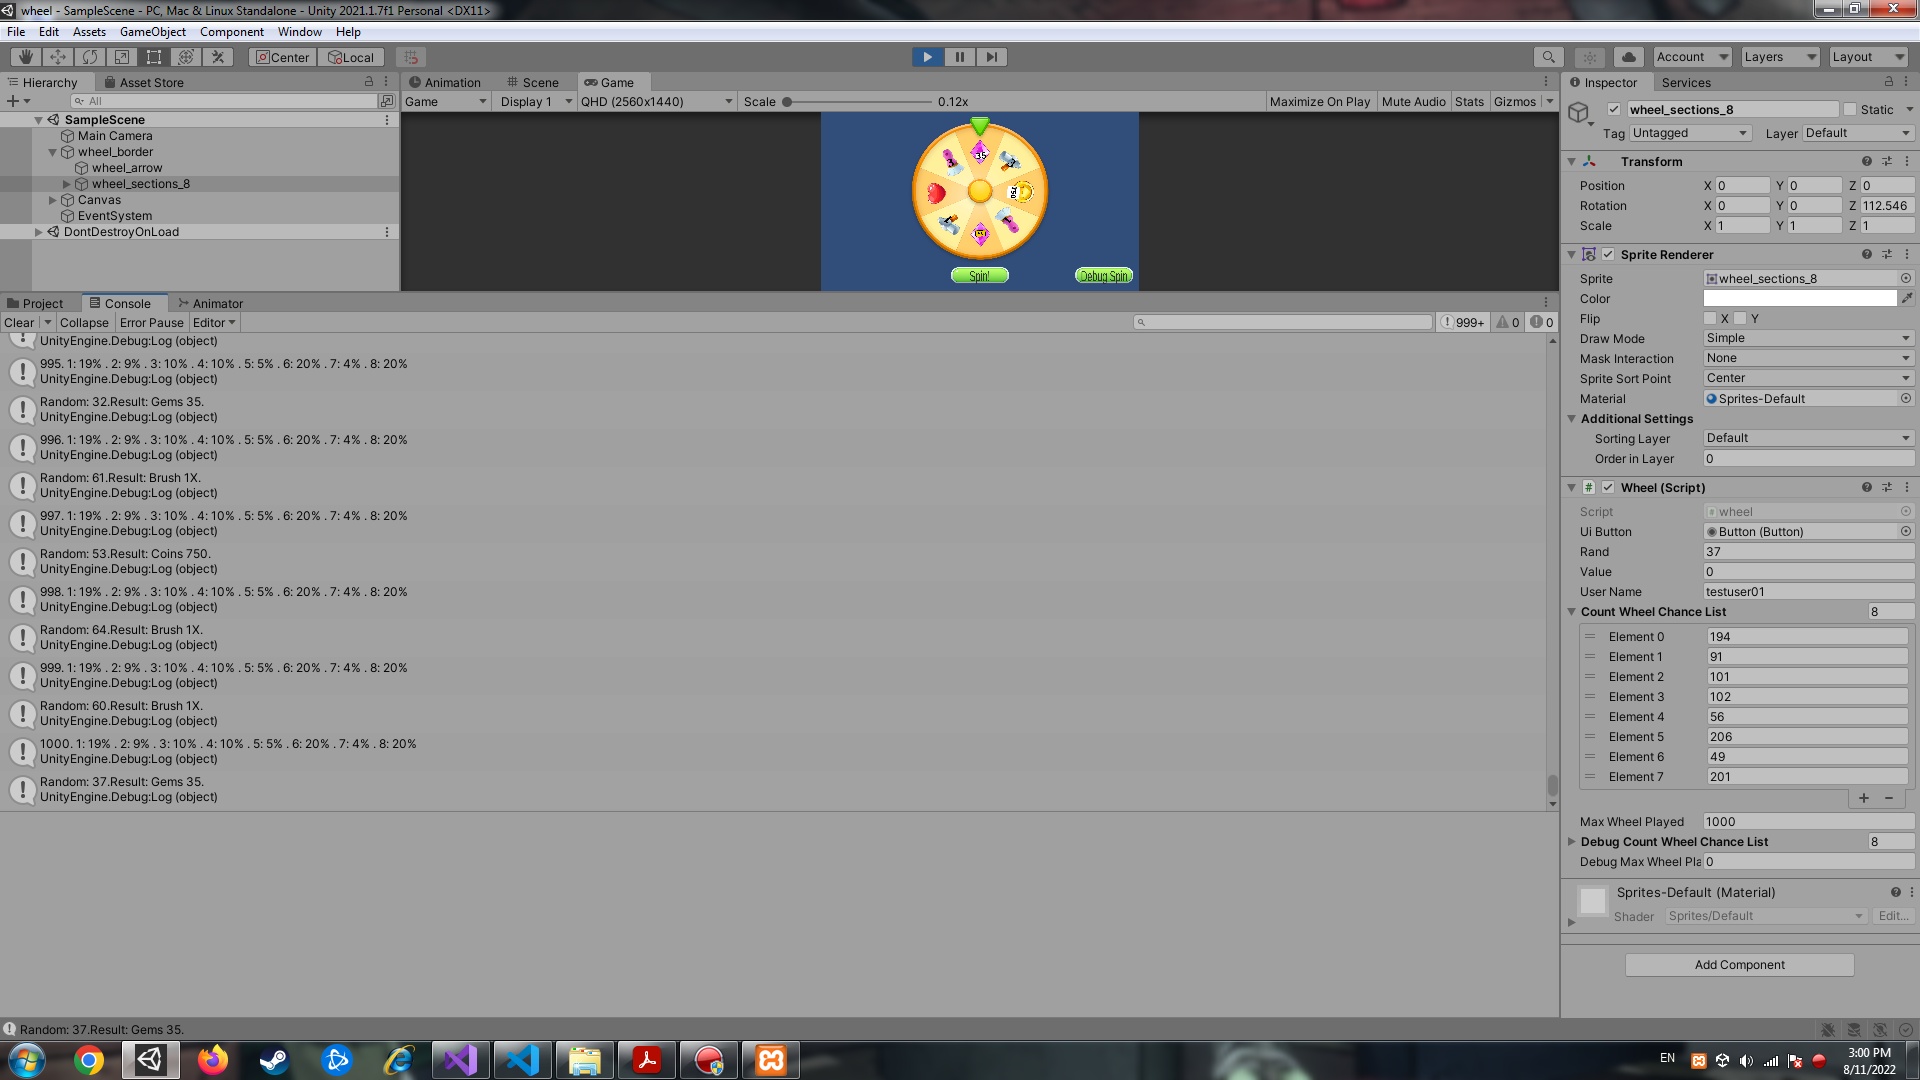 wheel - SampleScene - PC, Mac & Linux Standalone - Unity 2021.1.7f1 Personal <DX11>
File Edit Assets GameObject Component Window Help
Center Local Account Layers Layout
Hierarchy Asset Store
All
SampleScene
Main Camera
wheel_border
wheel_arrow
wheel_sections_8
Canvas
EventSystem
DontDestroyOnLoad
Animation Scene Game
Game Display 1 QHD (2560x1440) Scale 0.12x Maximize On Play Mute Audio Stats Gizmos
35
Spin! Debug Spin
Project Console Animator
Clear Collapse Error Pause Editor 999+ 0 0
UnityEngine.Debug:Log (object)
995. 1: 19% . 2: 9% . 3: 10% . 4: 10% . 5: 5% . 6: 20% . 7: 4% . 8: 20%
UnityEngine.Debug:Log (object)
Random: 32.Result: Gems 35.
UnityEngine.Debug:Log (object)
996. 1: 19% . 2: 9% . 3: 10% . 4: 10% . 5: 5% . 6: 20% . 7: 4% . 8: 20%
UnityEngine.Debug:Log (object)
Random: 61.Result: Brush 1X.
UnityEngine.Debug:Log (object)
997. 1: 19% . 2: 9% . 3: 10% . 4: 10% . 5: 5% . 6: 20% . 7: 4% . 8: 20%
UnityEngine.Debug:Log (object)
Random: 53.Result: Coins 750.
UnityEngine.Debug:Log (object)
998. 1: 19% . 2: 9% . 3: 10% . 4: 10% . 5: 5% . 6: 20% . 7: 4% . 8: 20%
UnityEngine.Debug:Log (object)
Random: 64.Result: Brush 1X.
UnityEngine.Debug:Log (object)
999. 1: 19% . 2: 9% . 3: 10% . 4: 10% . 5: 5% . 6: 20% . 7: 4% . 8: 20%
UnityEngine.Debug:Log (object)
Random: 60.Result: Brush 1X.
UnityEngine.Debug:Log (object)
1000. 1: 19% . 2: 9% . 3: 10% . 4: 10% . 5: 5% . 6: 20% . 7: 4% . 8: 20%
UnityEngine.Debug:Log (object)
Random: 37.Result: Gems 35.
UnityEngine.Debug:Log (object)
Random: 37.Result: Gems 35.
Inspector Services
wheel_sections_8 Static
Tag Untagged Layer Default
Transform
Position X 0 Y 0 Z 0
Rotation X 0 Y 0 Z 112.546
Scale X 1 Y 1 Z 1
Sprite Renderer
Sprite wheel_sections_8
Color
Flip X Y
Draw Mode Simple
Mask Interaction None
Sprite Sort Point Center
Material Sprites-Default
Additional Settings
Sorting Layer Default
Order in Layer 0
# Wheel (Script)
Script wheel
Ui Button Button (Button)
Rand 37
Value 0
User Name testuser01
Count Wheel Chance List 8
Element 0 194
Element 1 91
Element 2 101
Element 3 102
Element 4 56
Element 5 206
Element 6 49
Element 7 201
+ −
Max Wheel Played 1000
Debug Count Wheel Chance List 8
Debug Max Wheel Pla 0
Sprites-Default (Material)
Shader Sprites/Default Edit...
Add Component
EN 3:00 PM
8/11/2022